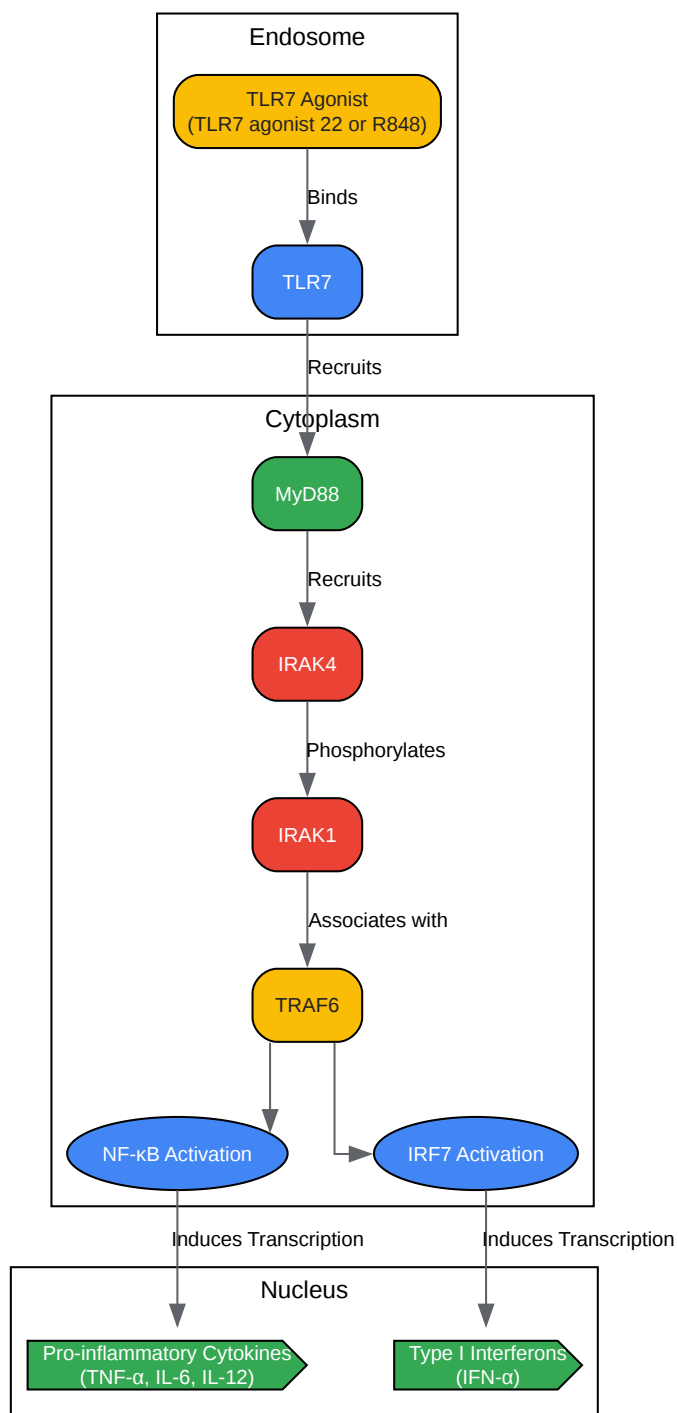 Endosome
TLR7 Agonist
(TLR7 agonist 22 or R848)
Binds
TLR7
Recruits
Cytoplasm
MyD88
Recruits
IRAK4
Phosphorylates
IRAK1
Associates with
TRAF6
NF-κB Activation
IRF7 Activation
Induces Transcription
Induces Transcription
Nucleus
Pro-inflammatory Cytokines
(TNF-α, IL-6, IL-12)
Type I Interferons
(IFN-α)